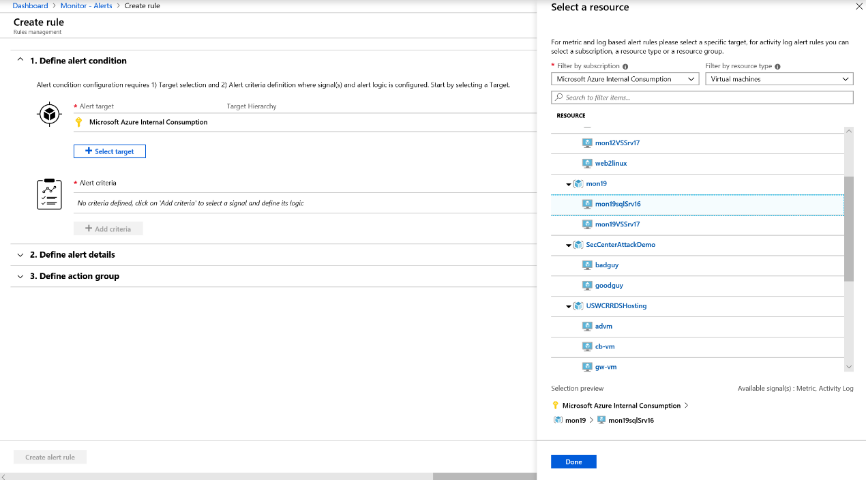 Dashboard > Monitor - Alerts > Create rule
Create rule
Rules management
1. Define alert condition
Alert condition configuration requires 1) Target selection and 2) Alert criteria definition where signal(s) and alert logic is configured. Start by selecting a Target.
* Alert target Target Hierarchy
Microsoft Azure Internal Consumption
+ Select target
* Alert criteria
No criteria defined, click on 'Add criteria' to select a signal and define its logic
+ Add criteria
2. Define alert details
3. Define action group
Create alert rule
Select a resource
For metric and log based alert rules please select a specific target, for activity log alert rules you can
select a subscription, a resource type or a resource group.
* Filter by subscription Filter by resource type
Microsoft Azure Internal Consumption Virtual machines
Search to filter items...
RESOURCE
mon12VSSrv17
web2linux
mon19
mon19sqlSrv16
mon19VSSrv17
SecCenterAttackDemo
badguy
goodguy
USWCRRDSHosting
advm
cb-vm
gw-vm
Selection preview Available signal(s) : Metric, Activity Log
Microsoft Azure Internal Consumption >
mon19 > mon19sqlSrv16
Done